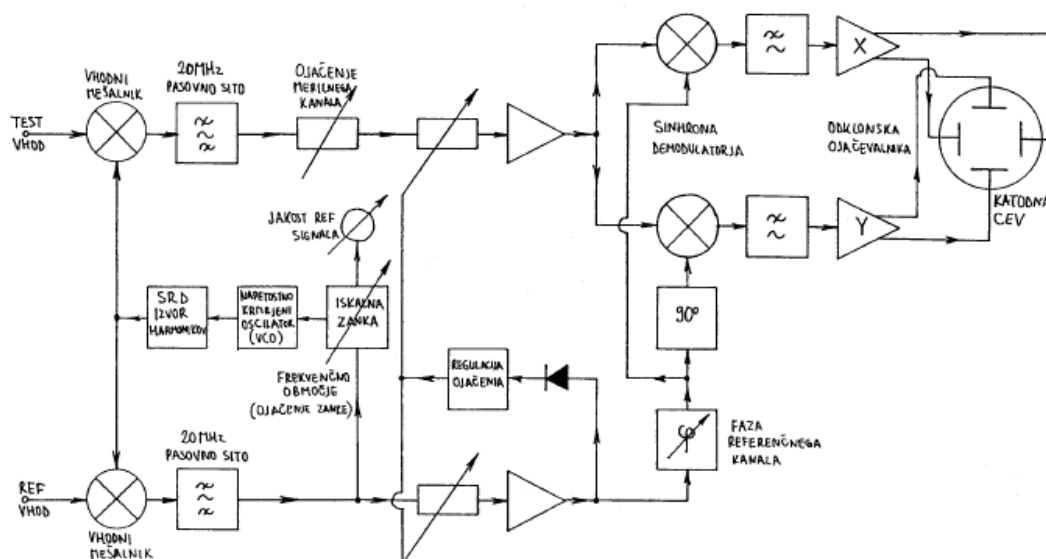 TEST
VHOD
VHODNI
MEŠALNIK
20MHz
PASOVNO SITO
OJAČENJE
MERILNEGA
KANALA
SINHRONA
DEMODULATORJA
X
Y
ODKLONSKA
OJAČEVALNIKA
KATODNA
CEV
JAKOST REF
SIGNALA
SRD
IZVOR
HARMONIKOV
NAPETOSTNO
KRMILJENI
OSCILATOR
(VCO)
ISKALNA
ZANKA
FREKVENČNO
OBMOČJE
(OJAČENJE ZANKE)
REGULACIJA
OJAČENJA
90°
φ
FAZA
REFERENČNEGA
KANALA
20MHz
PASOVNO SITO
REF
VHOD
VHODNI
MEŠALNIK